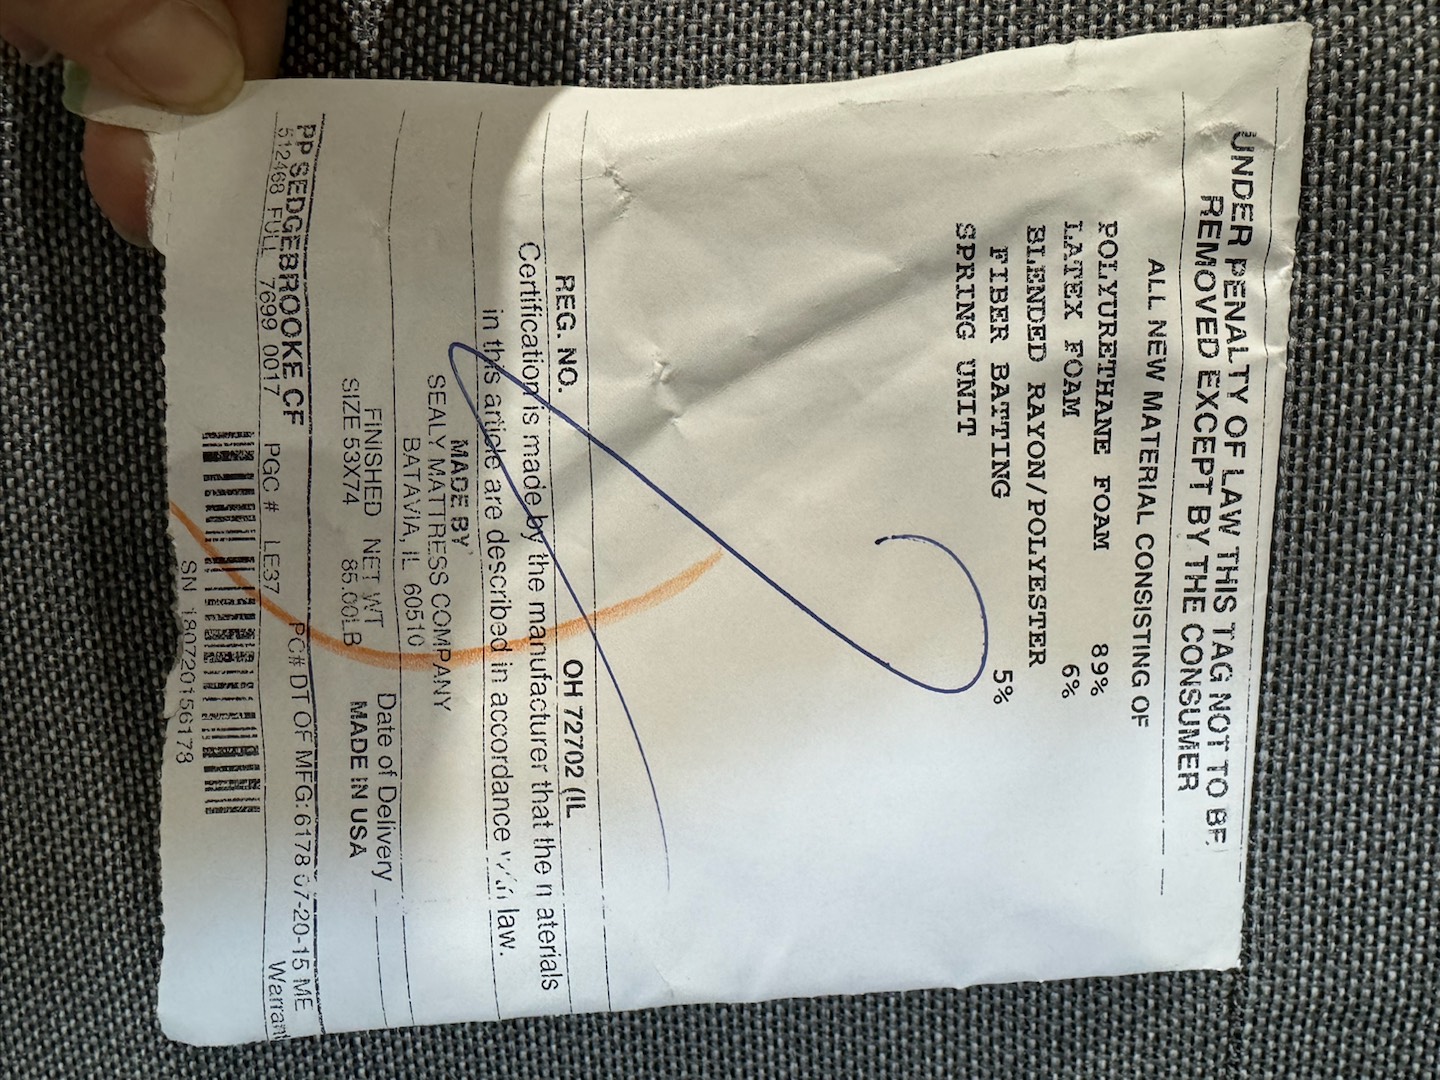 UNDER PENALTY OF LAW THIS TAG NOT TO BE
REMOVED EXCEPT BY THE CONSUMER
ALL NEW MATERIAL CONSISTING OF
POLYURETHANE FOAM 89%
LATEX FOAM 6%
BLENDED RAYON/POLYESTER
FIBER BATTING 5%
SPRING UNIT
REG. NO. OH 72702 (IL
Certification is made by the manufacturer that the materials
in this article are described in accordance with law.
MADE BY
SEALY MATTRESS COMPANY
BATAVIA, IL 60510
Date of Delivery
FINISHED NET WT
SIZE 53X74 85.00LB MADE IN USA
PP SEDGEBROOKE CF PC# DT OF MFG: 6178 07-20-15 ME
512468 FULL 7699 0017 PGC # LE37 Warrant
SN 180720156178